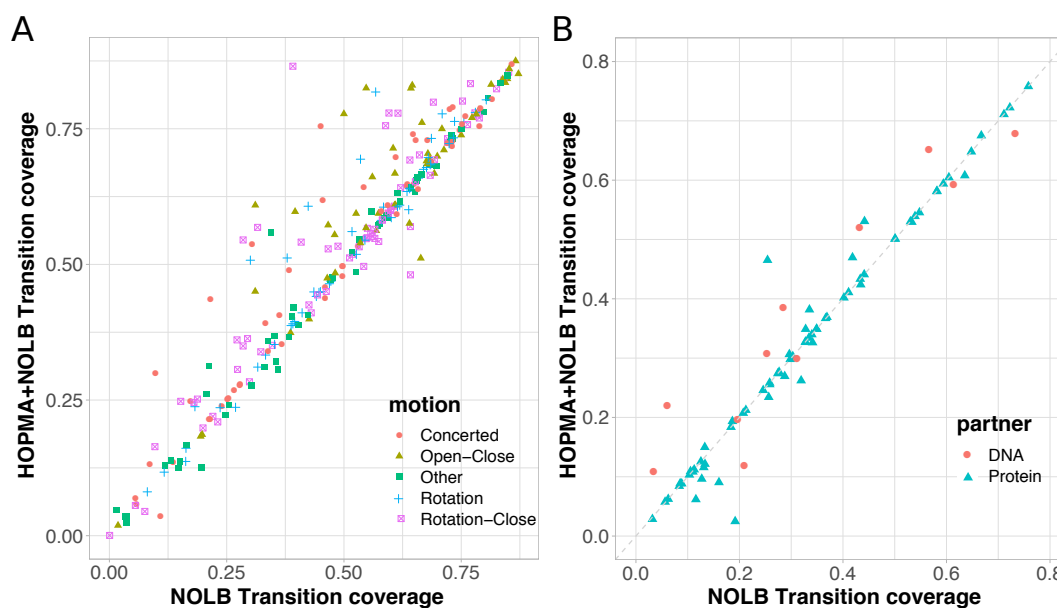 A
HOPMA+NOLB Transition coverage
0.75
0.50
0.25
0.00
motion
Concerted
Open−Close
Other
Rotation
Rotation−Close
0.00
0.25
0.50
0.75
NOLB Transition coverage
B
HOPMA+NOLB Transition coverage
0.8
0.6
0.4
0.2
0.0
partner
DNA
Protein
0.0
0.2
0.4
0.6
0.8
NOLB Transition coverage